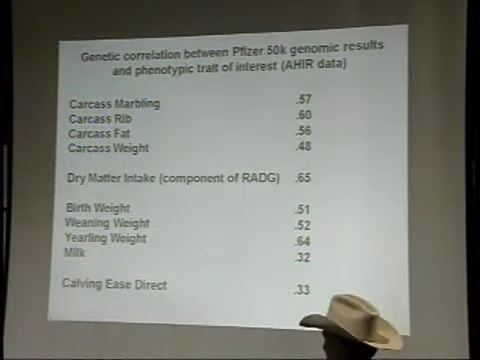 Genetic correlation between Pfizer 50k genomic results
and phenotypic trait of interest (AHIR data)
Carcass Marbling .57
Carcass Rib .60
Carcass Fat .56
Carcass Weight .48
Dry Matter Intake (component of RADG) .65
Birth Weight .51
Weaning Weight .52
Yearling Weight .64
Milk .32
Calving Ease Direct .33